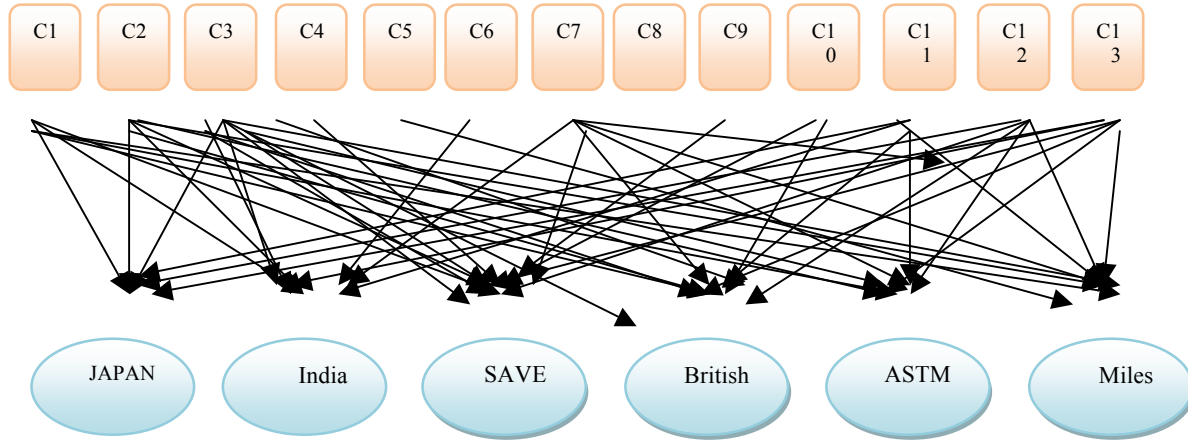 C1 C2 C3 C4 C5 C6 C7 C8 C9 C1 C1 C1 C1
0 1 2 3
JAPAN India SAVE British ASTM Miles